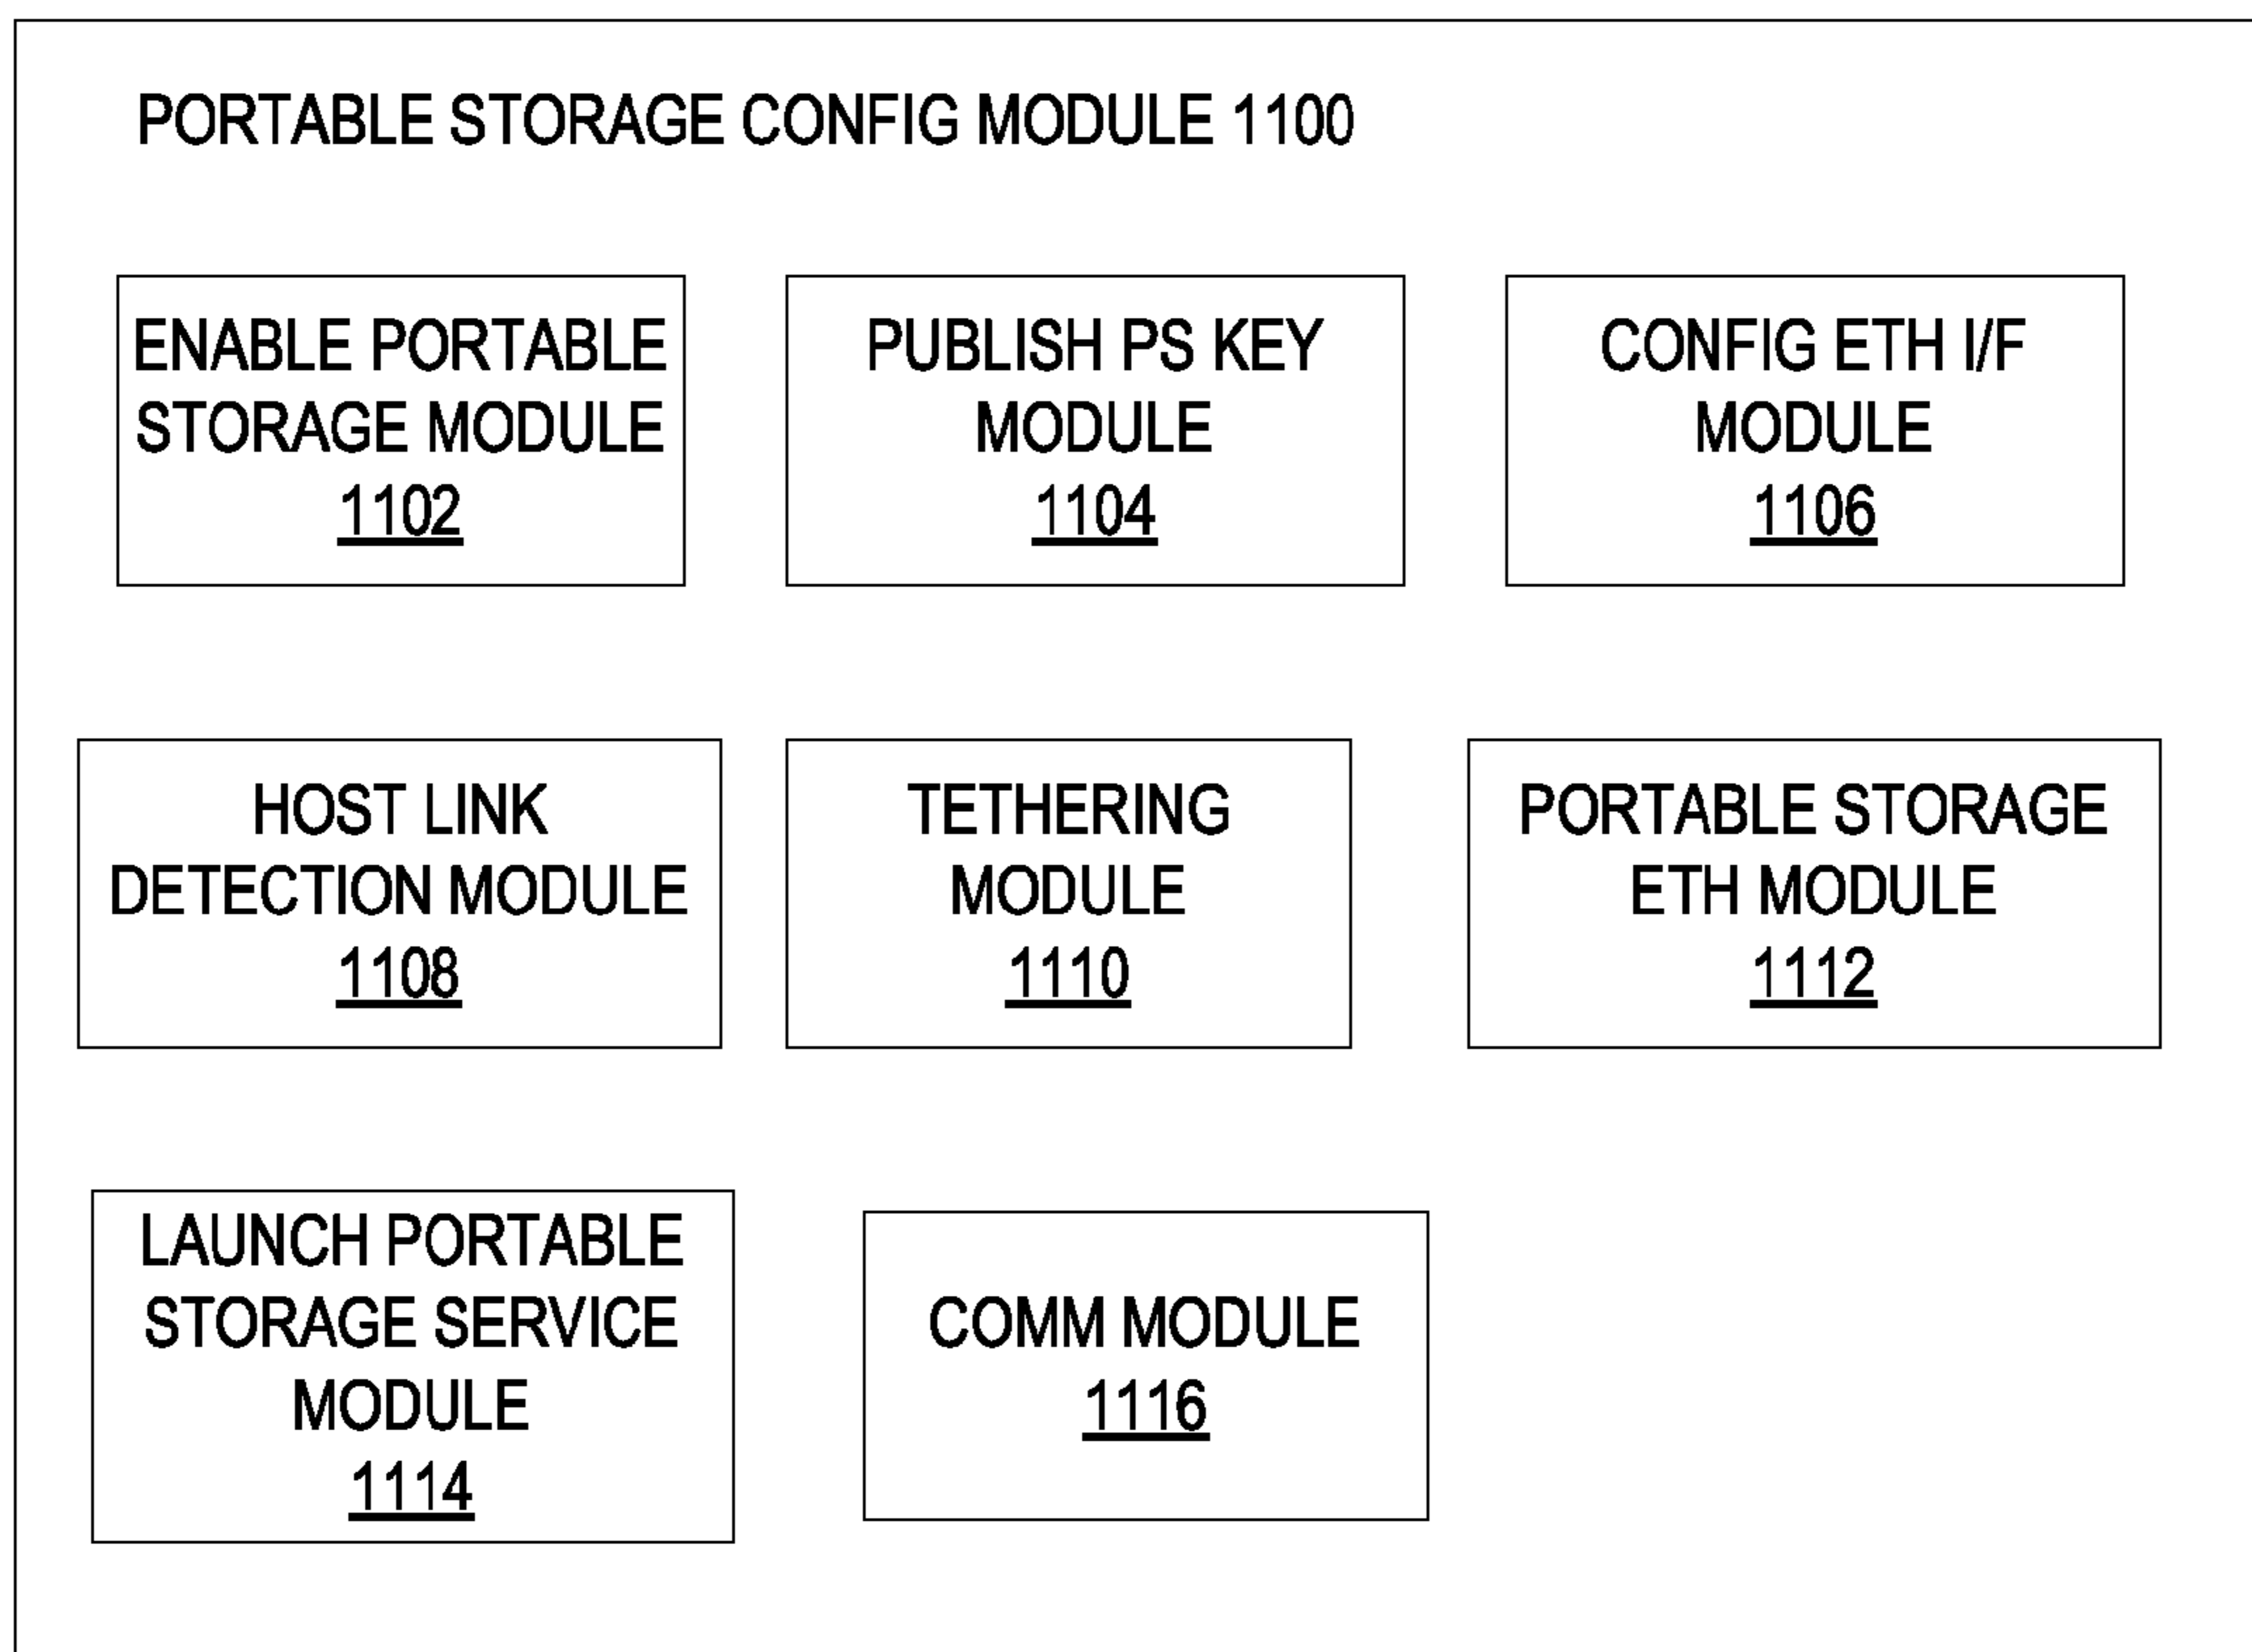 PORTABLE STORAGE CONFIG MODULE 1100
ENABLE PORTABLE
STORAGE MODULE
1102
PUBLISH PS KEY
MODULE
1104
CONFIG ETH I/F
MODULE
1106
HOST LINK
DETECTION MODULE
1108
TETHERING
MODULE
1110
PORTABLE STORAGE
ETH MODULE
1112
LAUNCH PORTABLE
STORAGE SERVICE
MODULE
1114
COMM MODULE
1116